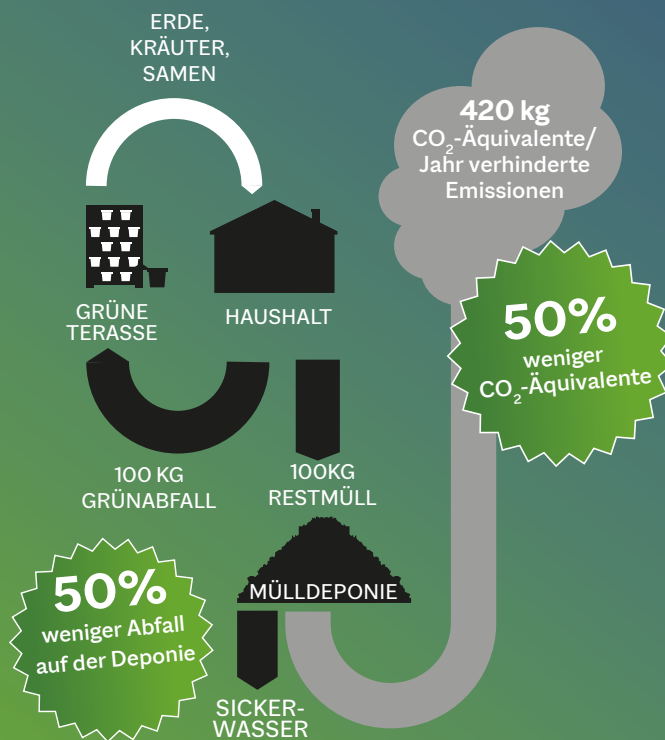 ERDE,
KRÄUTER,
SAMEN
420 kg
CO₂-Äquivalente/
Jahr verhinderte
Emissionen
GRÜNE
TERASSE
HAUSHALT
50%
weniger
CO₂-Äquivalente
100 KG
GRÜNABFALL
100KG
RESTMÜLL
50%
weniger Abfall
auf der Deponie
MÜLLDEPONIE
SICKER-
WASSER